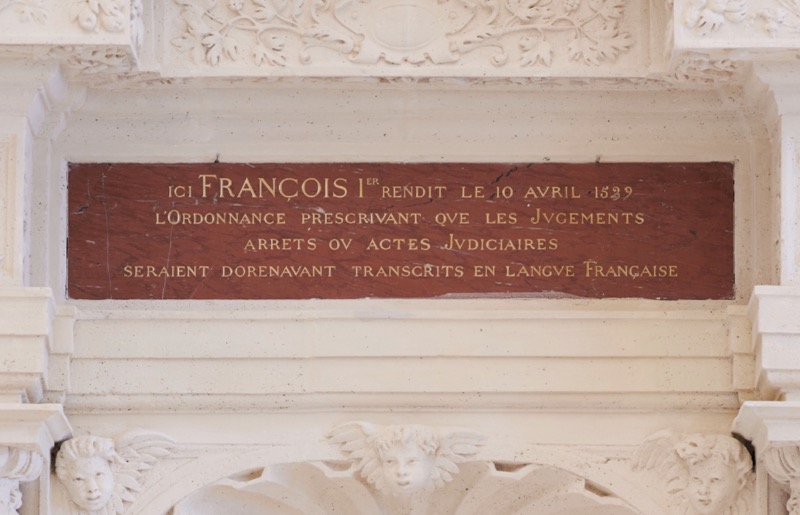 ICI FRANÇOIS IER RENDIT LE 10 AVRIL 1539
L'ORDONNANCE PRESCRIVANT QVE LES JVGEMENTS
ARRETS OV ACTES JVDICIAIRES
SERAIENT DORENAVANT TRANSCRITS EN LANGVE FRANÇAISE